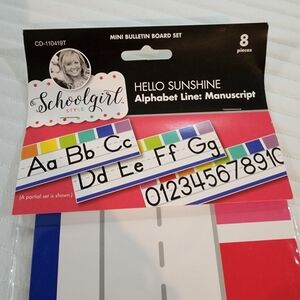 CD-110419T
MINI BULLETIN BOARD SET
8
pieces
Schoolgirl
STYLE
HELLO SUNSHINE
Alphabet Line: Manuscript
Aa Bb Cc
Dd Ee Ff Gg
012345678910
[A partial set is shown.]